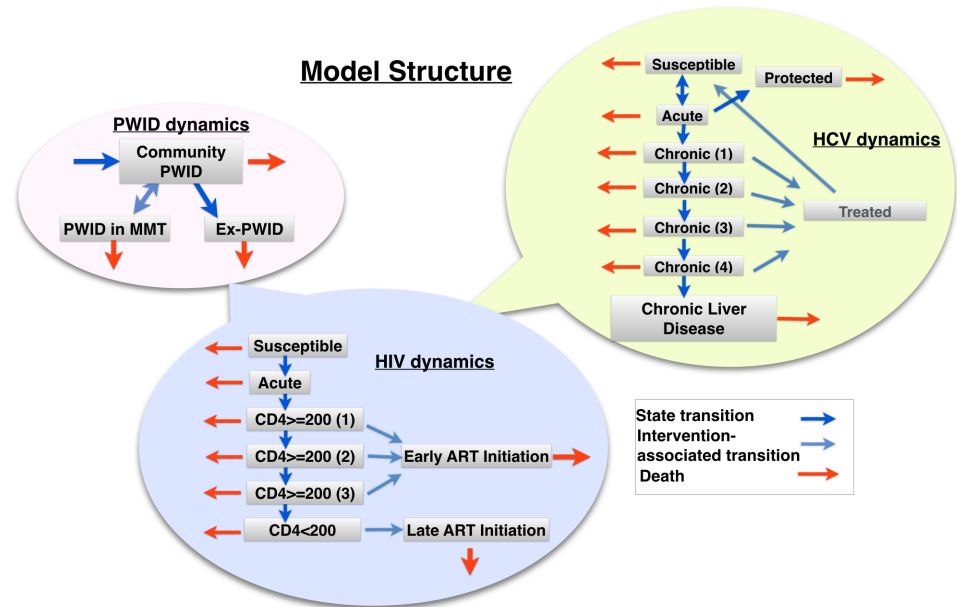 Model Structure
PWID dynamics
Community
PWID
PWID in MMT
Ex-PWID
Susceptible
Protected
Acute
HCV dynamics
Chronic (1)
Chronic (2)
Treated
Chronic (3)
Chronic (4)
Chronic Liver
Disease
Susceptible
HIV dynamics
Acute
CD4>=200 (1)
CD4>=200 (2)
Early ART Initiation
CD4>=200 (3)
CD4<200
Late ART Initiation
State transition
Intervention-
associated transition
Death